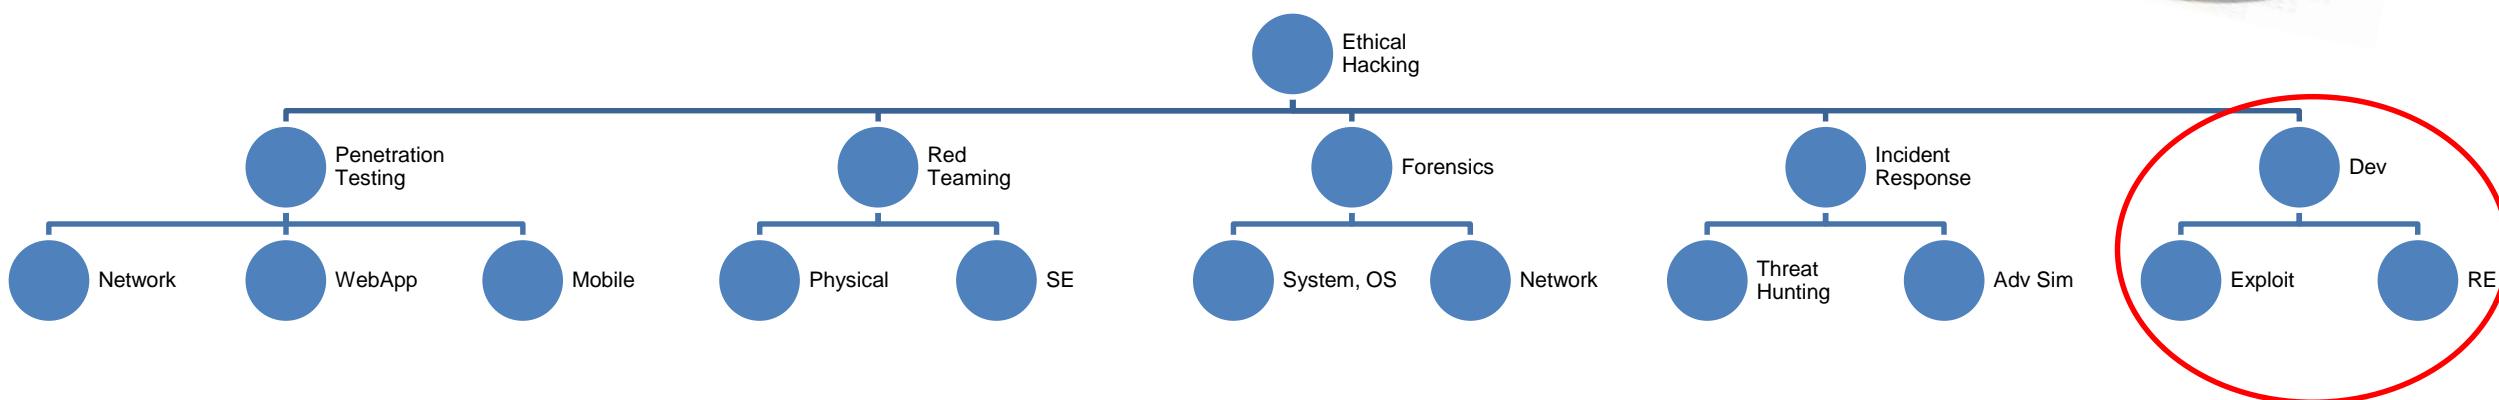 Ethical
Hacking
Penetration
Testing
Red
Teaming
Forensics
Incident
Response
Dev
Network
WebApp
Mobile
Physical
SE
System, OS
Network
Threat
Hunting
Adv Sim
Exploit
RE